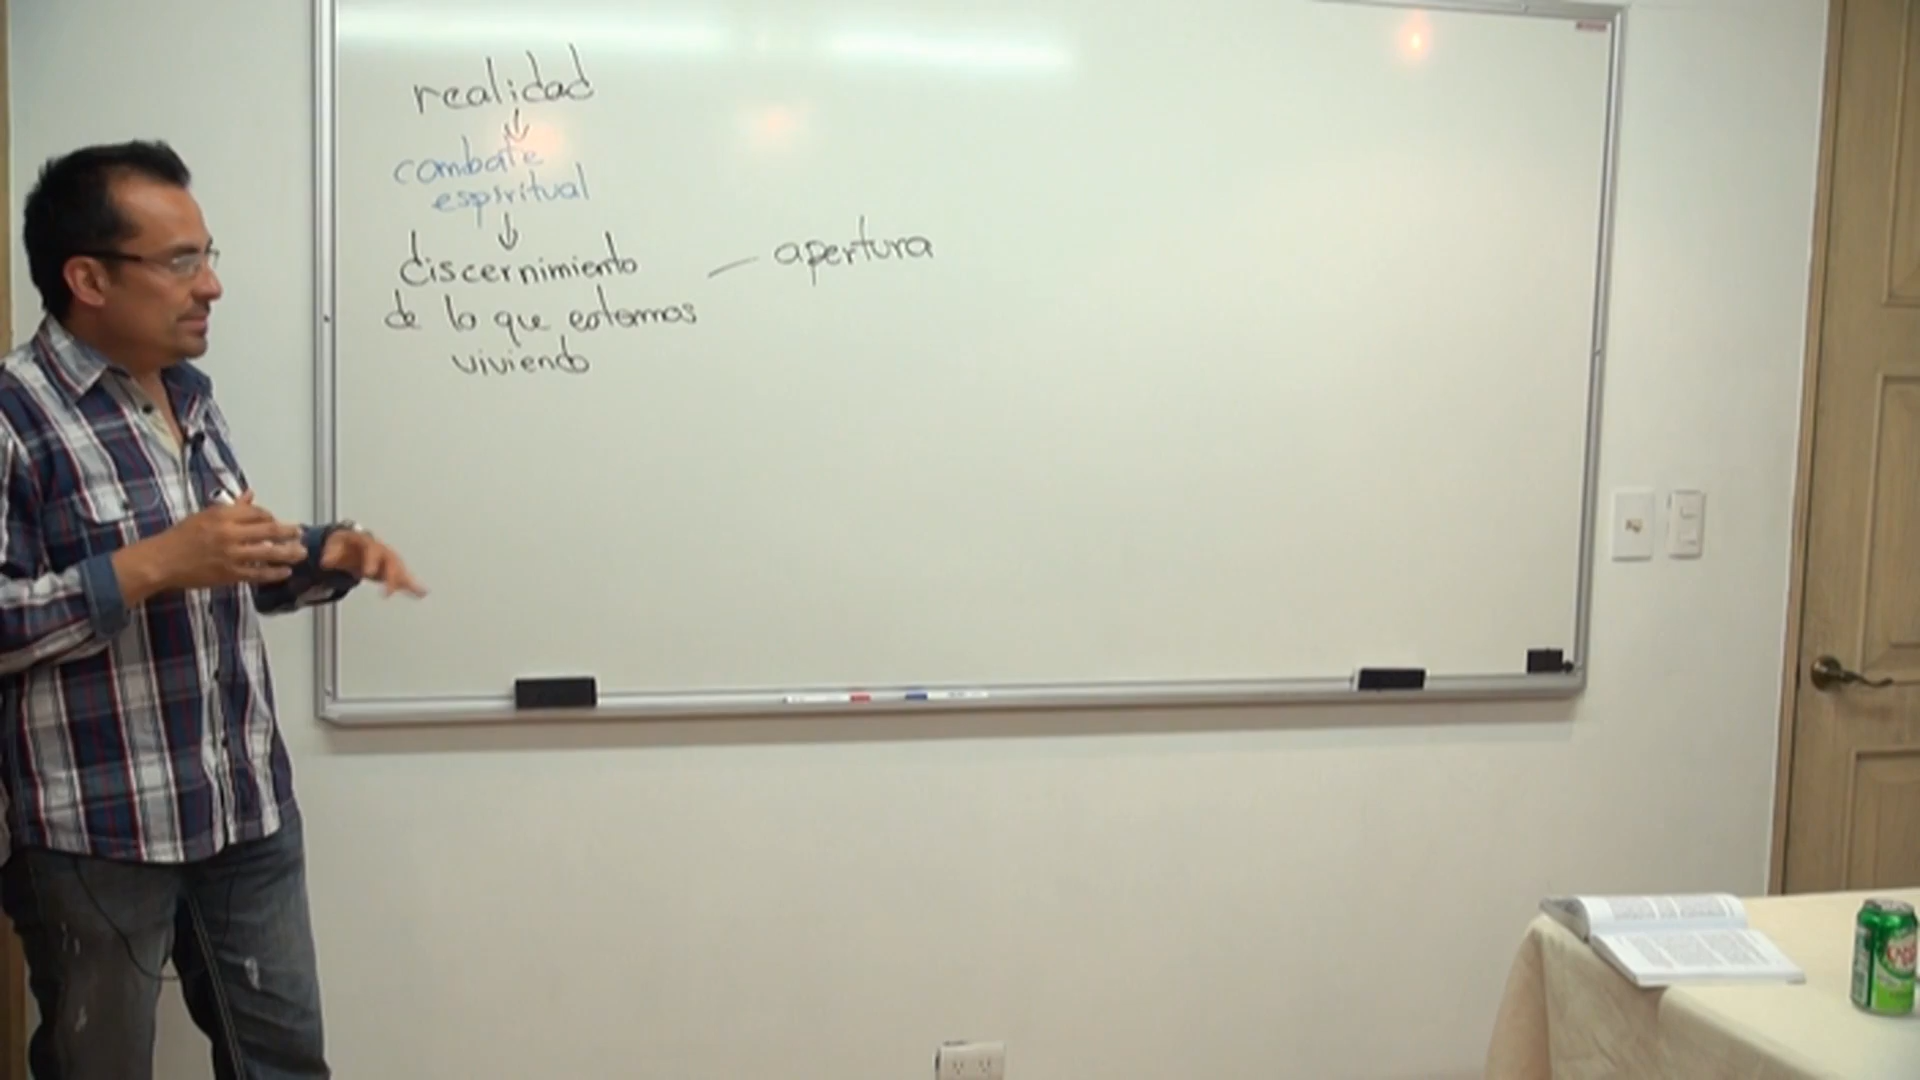 realidad
combate
espiritual
discernimiento — apertura
de lo que estamos
viviendo